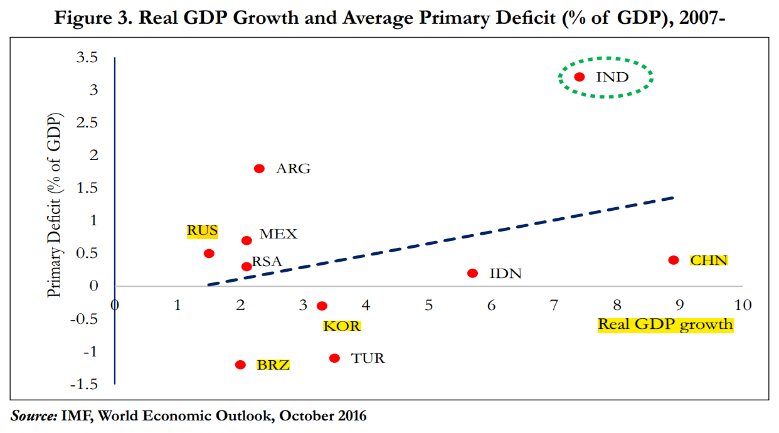 Figure 3. Real GDP Growth and Average Primary Deficit (% of GDP), 2007-
3.5
3
2.5
2
1.5
1
0.5
0
-0.5
-1
-1.5
Primary Deficit (% of GDP)
IND
ARG
RUS
MEX
RSA
IDN
CHN
0 1 2 3 4 5 6 7 8 9 10
KOR
Real GDP growth
BRZ
TUR
Source: IMF, World Economic Outlook, October 2016